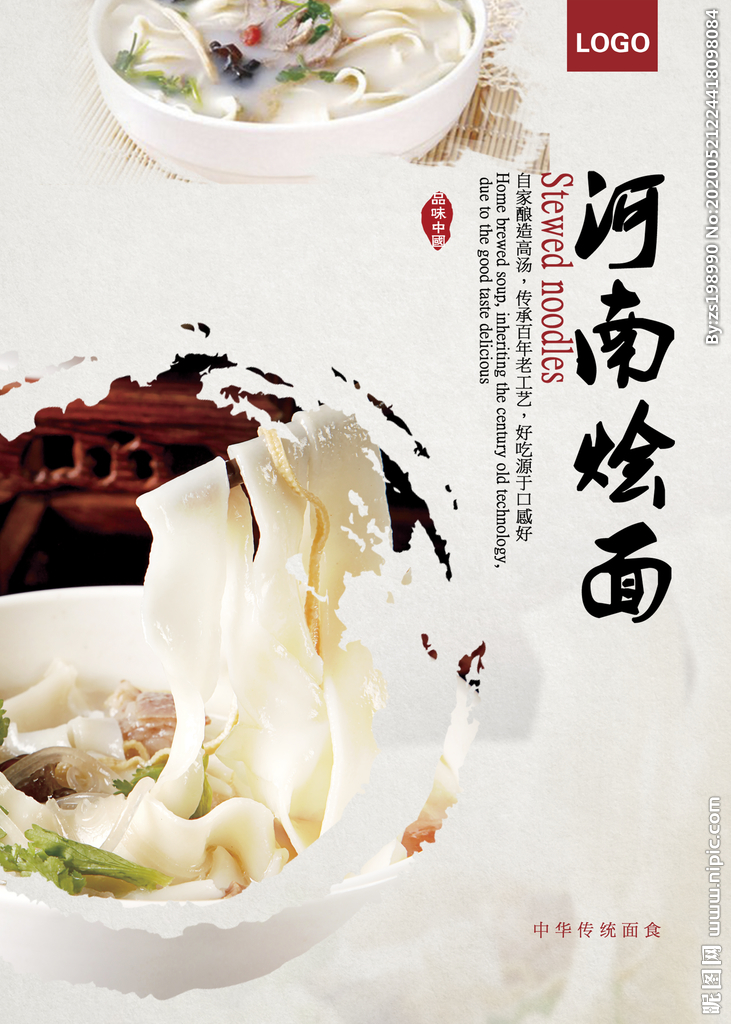 LOGO
河南烩面
Stewed noodles
自家酿造高汤，传承百年老工艺，好吃源于口感好
Home brewed soup, inheriting the century old technology,
due to the good taste delicious
品味中國
中华传统面食
By:zs198990 No:20200521224418098084
昵图网 www.nipic.com